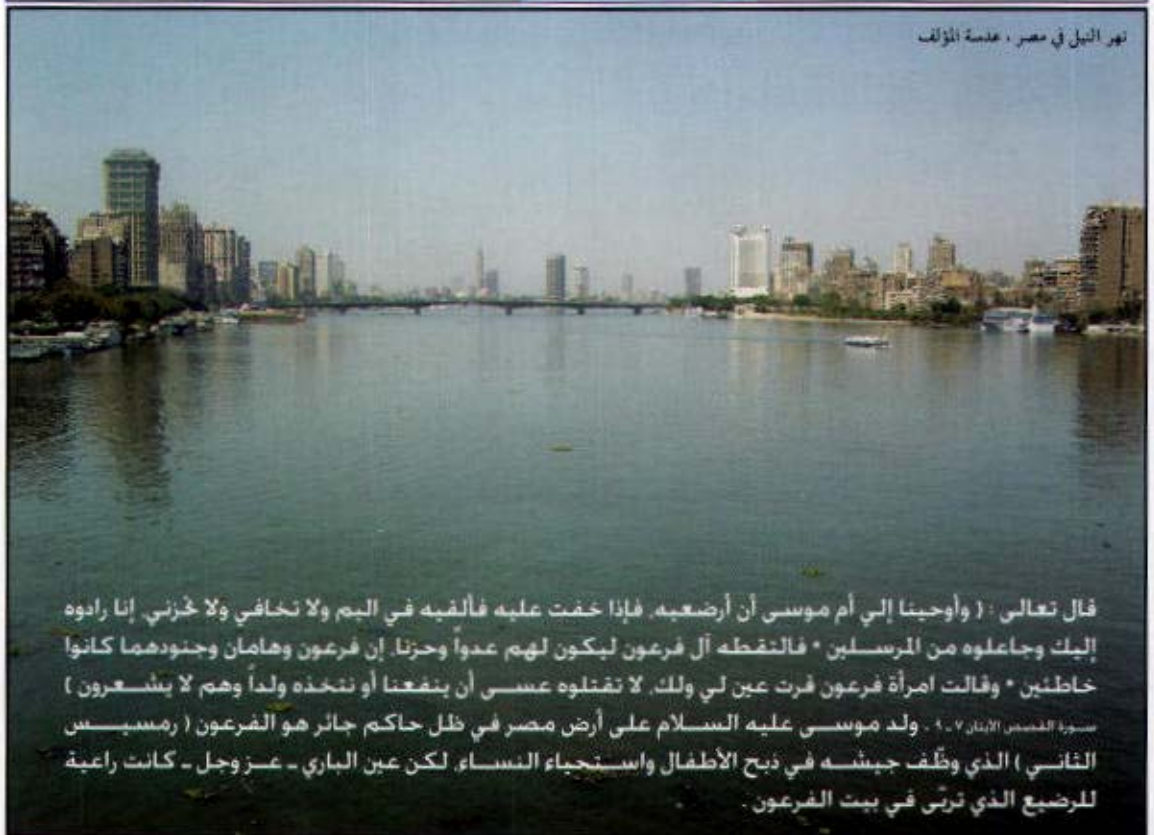 نهر النيل في مصر ، عدسة المؤلف
قال تعالى : ( وأوحينا إلى أم موسى أن أرضعيه. فإذا خفت عليه فألقيه في اليم ولا تخافي ولا تحزني. إنا رادوه
إليك وجاعلوه من المرسلين * فالتقطه آل فرعون ليكون لهم عدواً وحزنا. إن فرعون وهامان وجنودهما كانوا
خاطئين * وقالت امرأة فرعون قرت عين لي ولك. لا تقتلوه عسى أن ينفعنا أو نتخذه ولداً وهم لا يشعرون )
سورة القصص الآيتان ٧ـ٩ . ولد موسى عليه السلام على أرض مصر في ظل حاكم جائر هو الفرعون ( رمسيس
الثاني ) الذي وظّف جيشه في ذبح الأطفال واستحياء النساء. لكن عين الباري ـ عز وجل ـ كانت راعية
للرضيع الذي تربّى في بيت الفرعون .